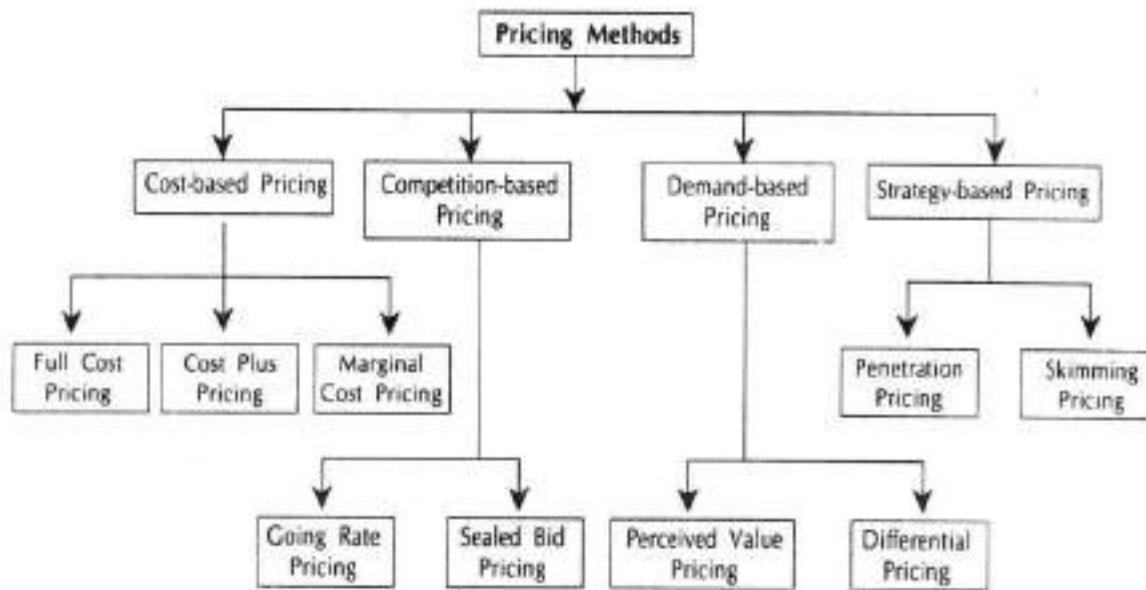 Pricing Methods
Cost-based Pricing
Competition-based
Pricing
Demand-based
Pricing
Strategy-based Pricing
Full Cost
Pricing
Cost Plus
Pricing
Marginal
Cost Pricing
Penetration
Pricing
Skimming
Pricing
Going Rate
Pricing
Sealed Bid
Pricing
Perceived Value
Pricing
Differential
Pricing